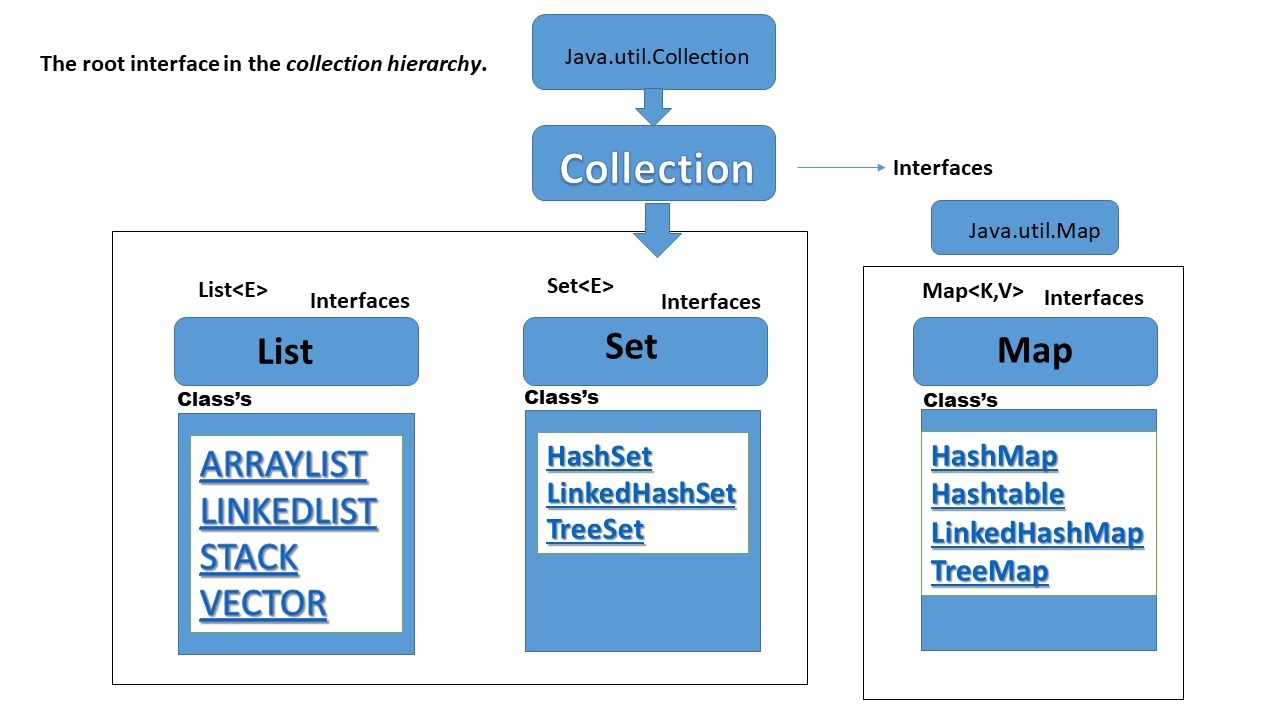 Java.util.Collection
The root interface in the collection hierarchy.
Collection
Interfaces
Java.util.Map
List<E>
Interfaces
List
Class's
ARRAYLIST
LINKEDLIST
STACK
VECTOR
Set<E>
Interfaces
Set
Class's
HashSet
LinkedHashSet
TreeSet
Map<K,V>
Interfaces
Map
Class's
HashMap
Hashtable
LinkedHashMap
TreeMap